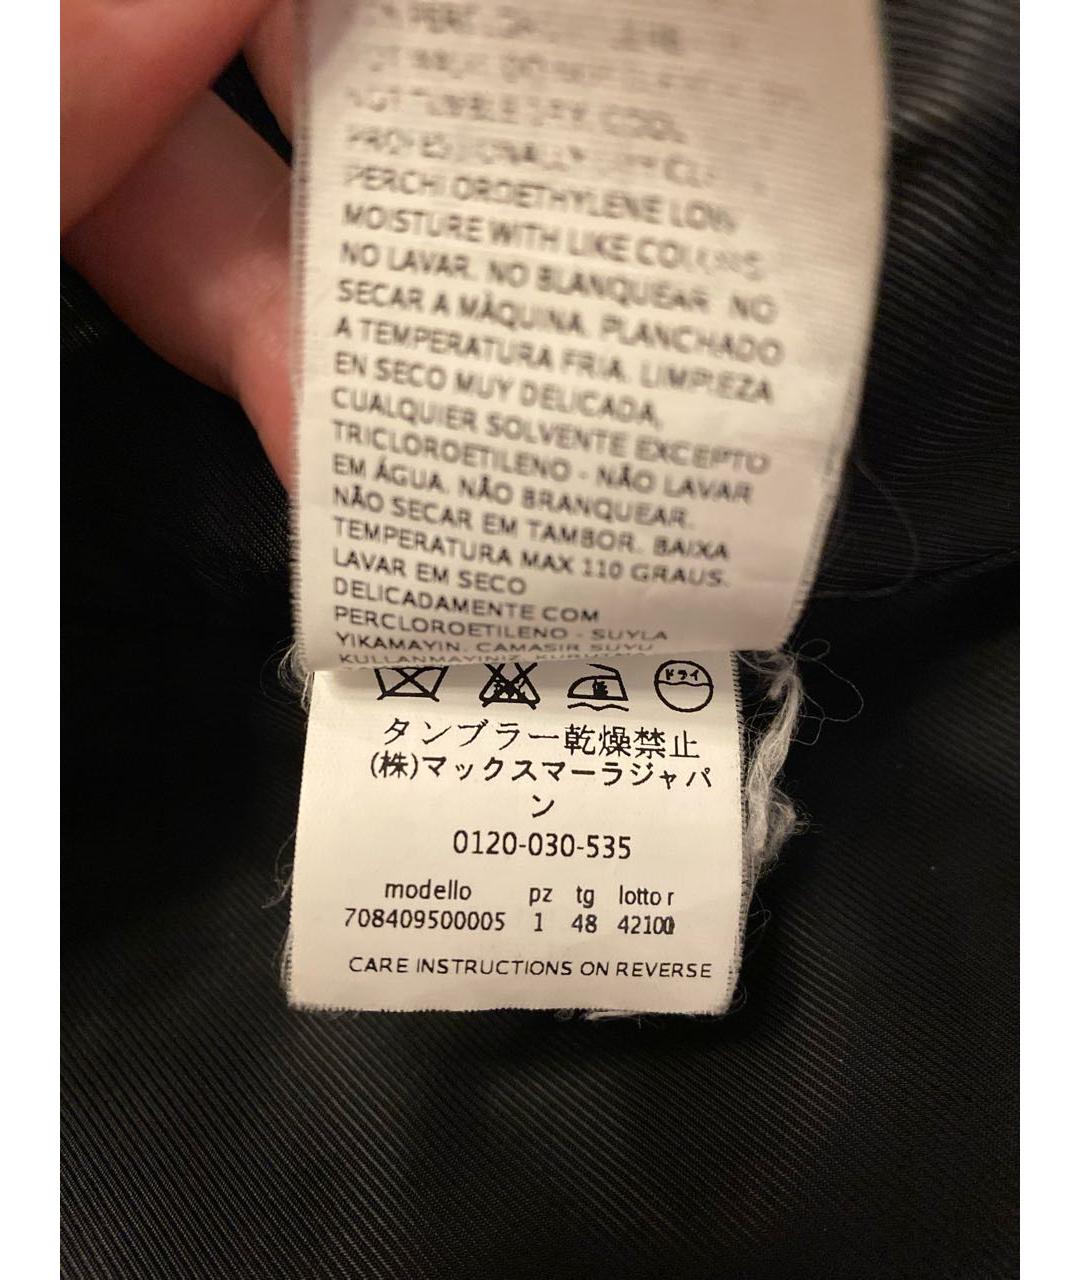 PERCHLOROETHYLENE LOW
MOISTURE WITH LIKE COLOURS
NO LAVAR. NO BLANQUEAR. NO
SECAR A MÁQUINA. PLANCHADO
A TEMPERATURA FRIA. LIMPIEZA
EN SECO MUY DELICADA,
CUALQUIER SOLVENTE EXCEPTO
TRICLOROETILENO - NÃO LAVAR
EM ÁGUA. NÃO BRANQUEAR.
NÃO SECAR EM TAMBOR. BAIXA
TEMPERATURA MAX 110 GRAUS.
LAVAR EM SECO
DELICADAMENTE COM
PERCLOROETILENO - SUYLA
YIKAMAYIN. CAMASIR SUYU
KULLANMAYINIZ.
低
ドライ
タンブラー乾燥禁止
(株)マックスマーラジャパ
ン
0120-030-535
modello pz tg lotto r
708409500005 1 48 42100
CARE INSTRUCTIONS ON REVERSE